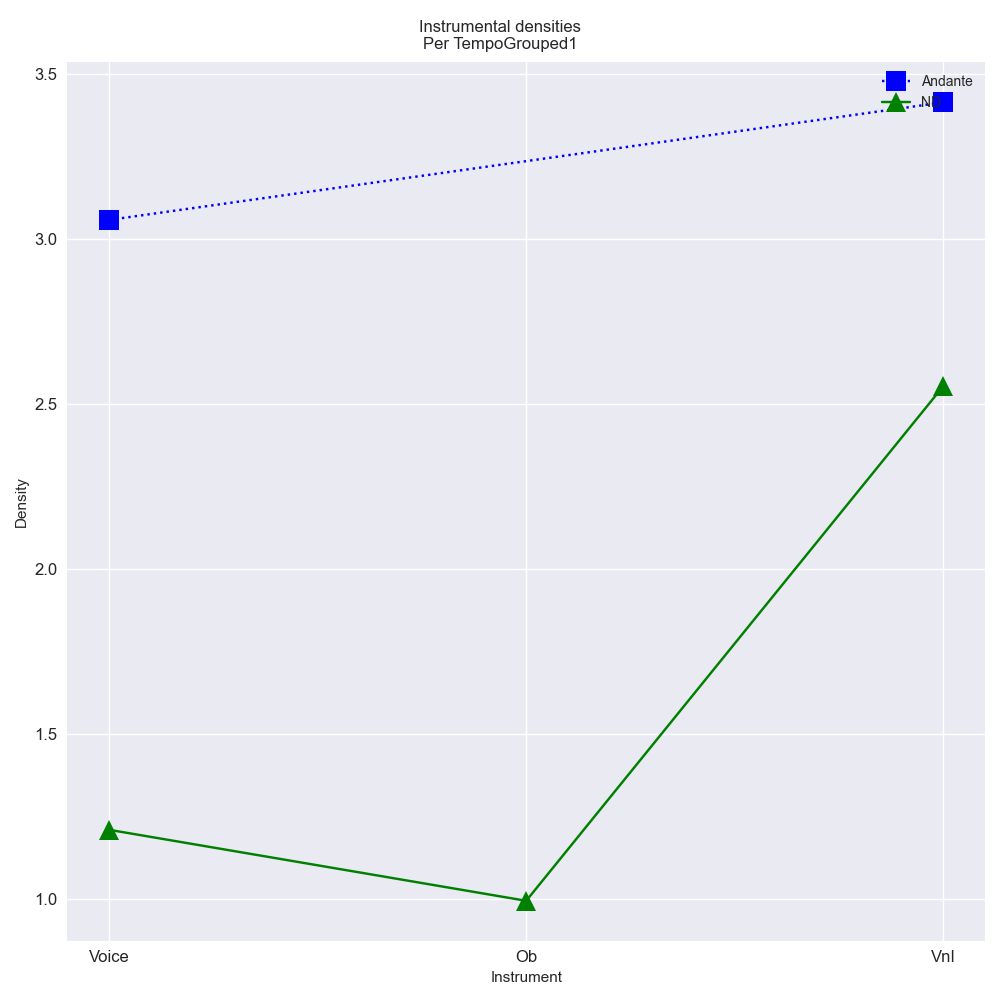 Instrumental densities
Per TempoGrouped1
3.5
3.0
2.5
2.0
1.5
1.0
Density
Andante
Voice
Ob
VnI
Instrument